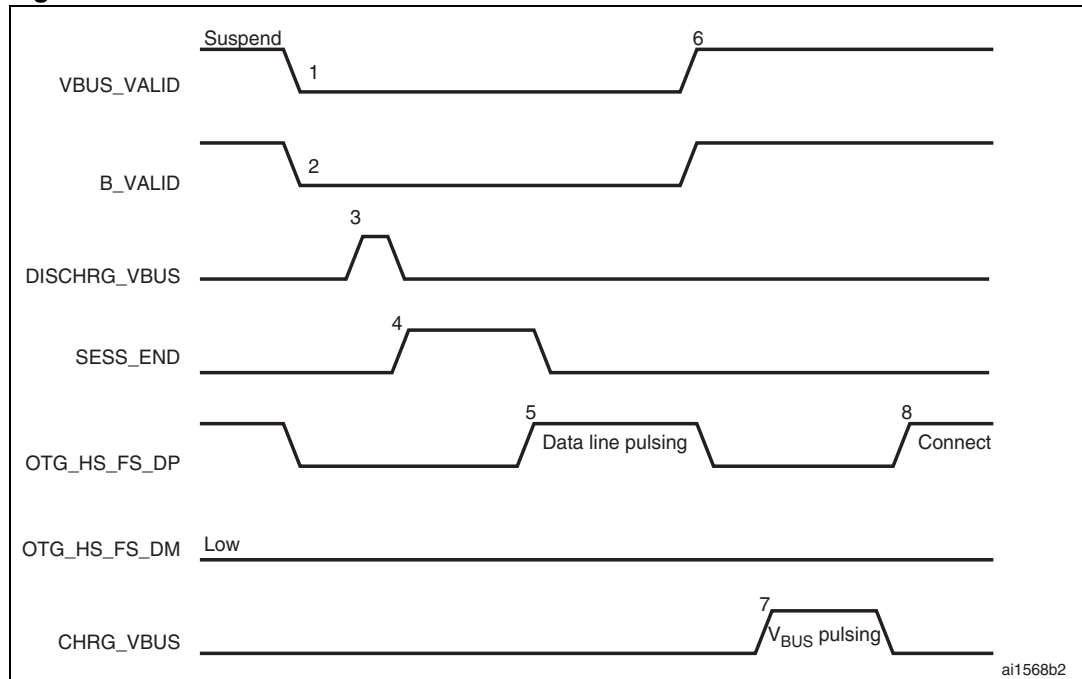 Suspend
6
VBUS_VALID
1
B_VALID
2
3
DISCHRG_VBUS
4
SESS_END
5
8
Data line pulsing
Connect
OTG_HS_FS_DP
OTG_HS_FS_DM
Low
7
CHRG_VBUS
VBUS pulsing
ai1568b2